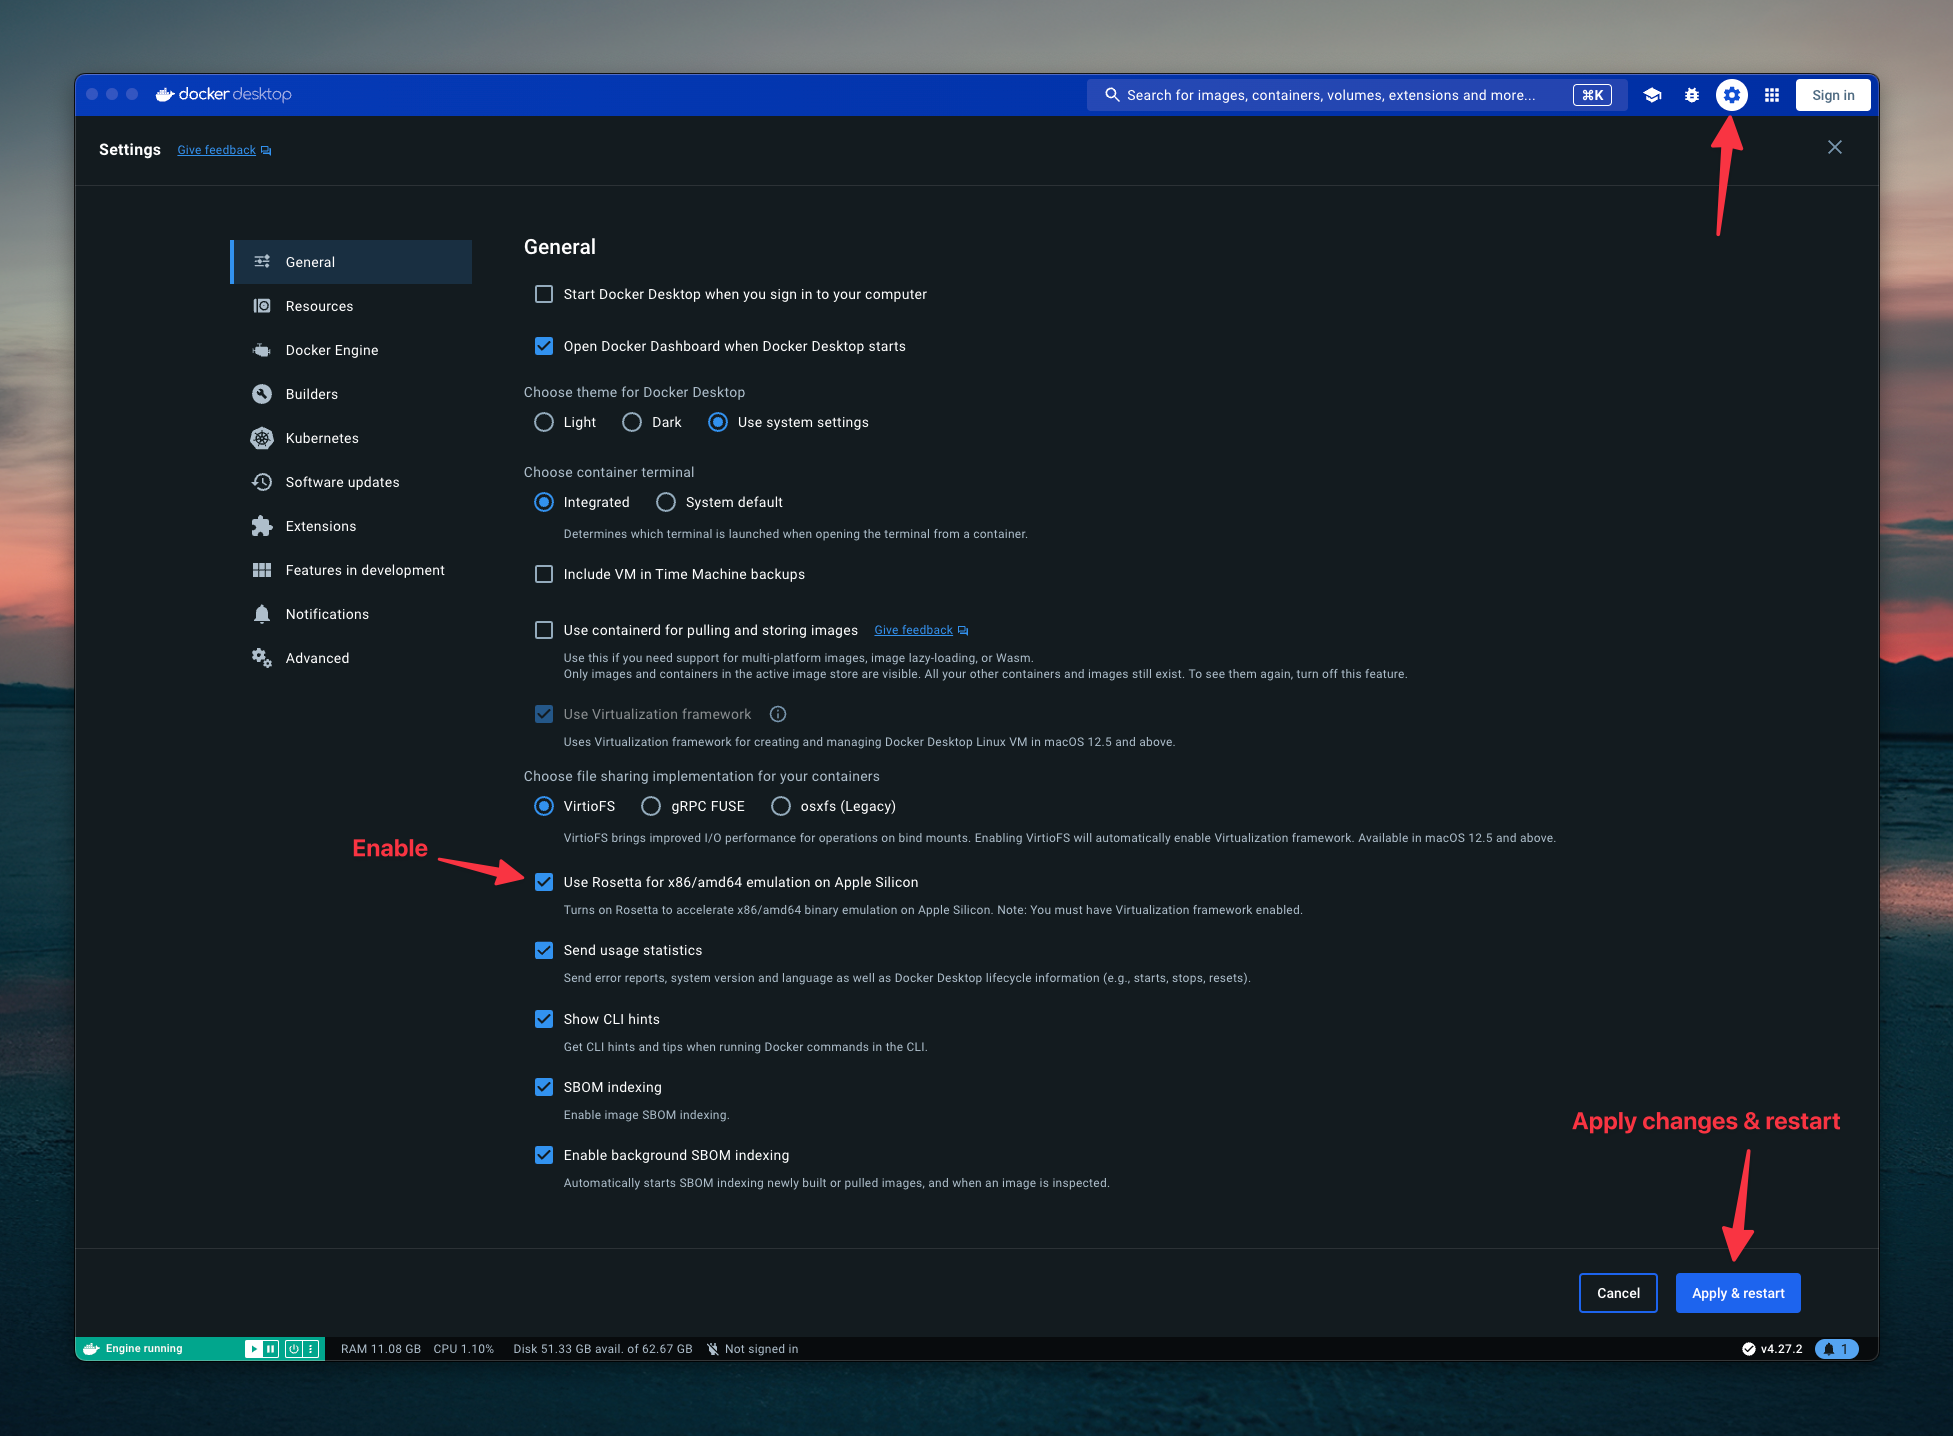 docker desktop
Search for images, containers, volumes, extensions and more...
⌘K
Sign in
Settings
Give feedback
General
Resources
Docker Engine
Builders
Kubernetes
Software updates
Extensions
Features in development
Notifications
Advanced
General
Start Docker Desktop when you sign in to your computer
Open Docker Dashboard when Docker Desktop starts
Choose theme for Docker Desktop
Light Dark Use system settings
Choose container terminal
Integrated System default
Determines which terminal is launched when opening the terminal from a container.
Include VM in Time Machine backups
Use containerd for pulling and storing images Give feedback
Use this if you need support for multi-platform images, image lazy-loading, or Wasm.
Only images and containers in the active image store are visible. All your other containers and images still exist. To see them again, turn off this feature.
Use Virtualization framework
Uses Virtualization framework for creating and managing Docker Desktop Linux VM in macOS 12.5 and above.
Choose file sharing implementation for your containers
VirtioFS gRPC FUSE osxfs (Legacy)
VirtioFS brings improved I/O performance for operations on bind mounts. Enabling VirtioFS will automatically enable Virtualization framework. Available in macOS 12.5 and above.
Enable
Use Rosetta for x86/amd64 emulation on Apple Silicon
Turns on Rosetta to accelerate x86/amd64 binary emulation on Apple Silicon. Note: You must have Virtualization framework enabled.
Send usage statistics
Send error reports, system version and language as well as Docker Desktop lifecycle information (e.g., starts, stops, resets).
Show CLI hints
Get CLI hints and tips when running Docker commands in the CLI.
SBOM indexing
Enable image SBOM indexing.
Enable background SBOM indexing
Automatically starts SBOM indexing newly built or pulled images, and when an image is inspected.
Apply changes & restart
Cancel
Apply & restart
Engine running
RAM 11.08 GB CPU 1.10% Disk 51.33 GB avail. of 62.67 GB Not signed in
v4.27.2
1